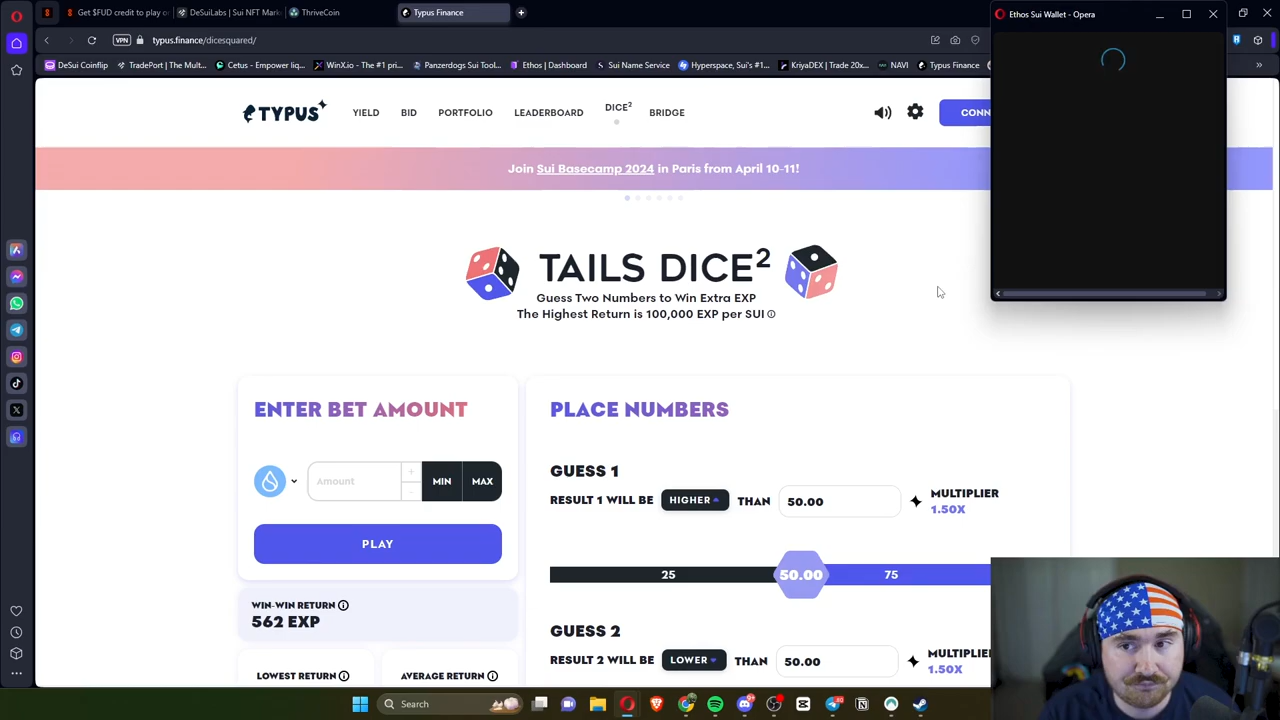 Get $FUD credit to play o
DeSuiLabs | Sui NFT Mark
ThriveCoin
Typus Finance
Ethos Sui Wallet - Opera
VPN
typus.finance/dicesquared/
DeSui Coinflip
TradePort | The Mult...
Cetus - Empower liq...
WinX.io - The #1 pri...
Panzerdogs Sui Tool...
Ethos | Dashboard
Sui Name Service
Hyperspace, Sui's #1...
KriyaDEX | Trade 20x...
NAVI
Typus Finance
TYPUS
YIELD
BID
PORTFOLIO
LEADERBOARD
DICE²
BRIDGE
CONN
Join Sui Basecamp 2024 in Paris from April 10-11!
TAILS DICE²
Guess Two Numbers to Win Extra EXP
The Highest Return is 100,000 EXP per SUI
ENTER BET AMOUNT
Amount
+
-
MIN
MAX
PLAY
WIN-WIN RETURN
562 EXP
LOWEST RETURN
AVERAGE RETURN
PLACE NUMBERS
GUESS 1
RESULT 1 WILL BE HIGHER THAN 50.00
MULTIPLIER
1.50X
25
50.00
75
GUESS 2
RESULT 2 WILL BE LOWER THAN 50.00
MULTIPLIER
1.50X
Search